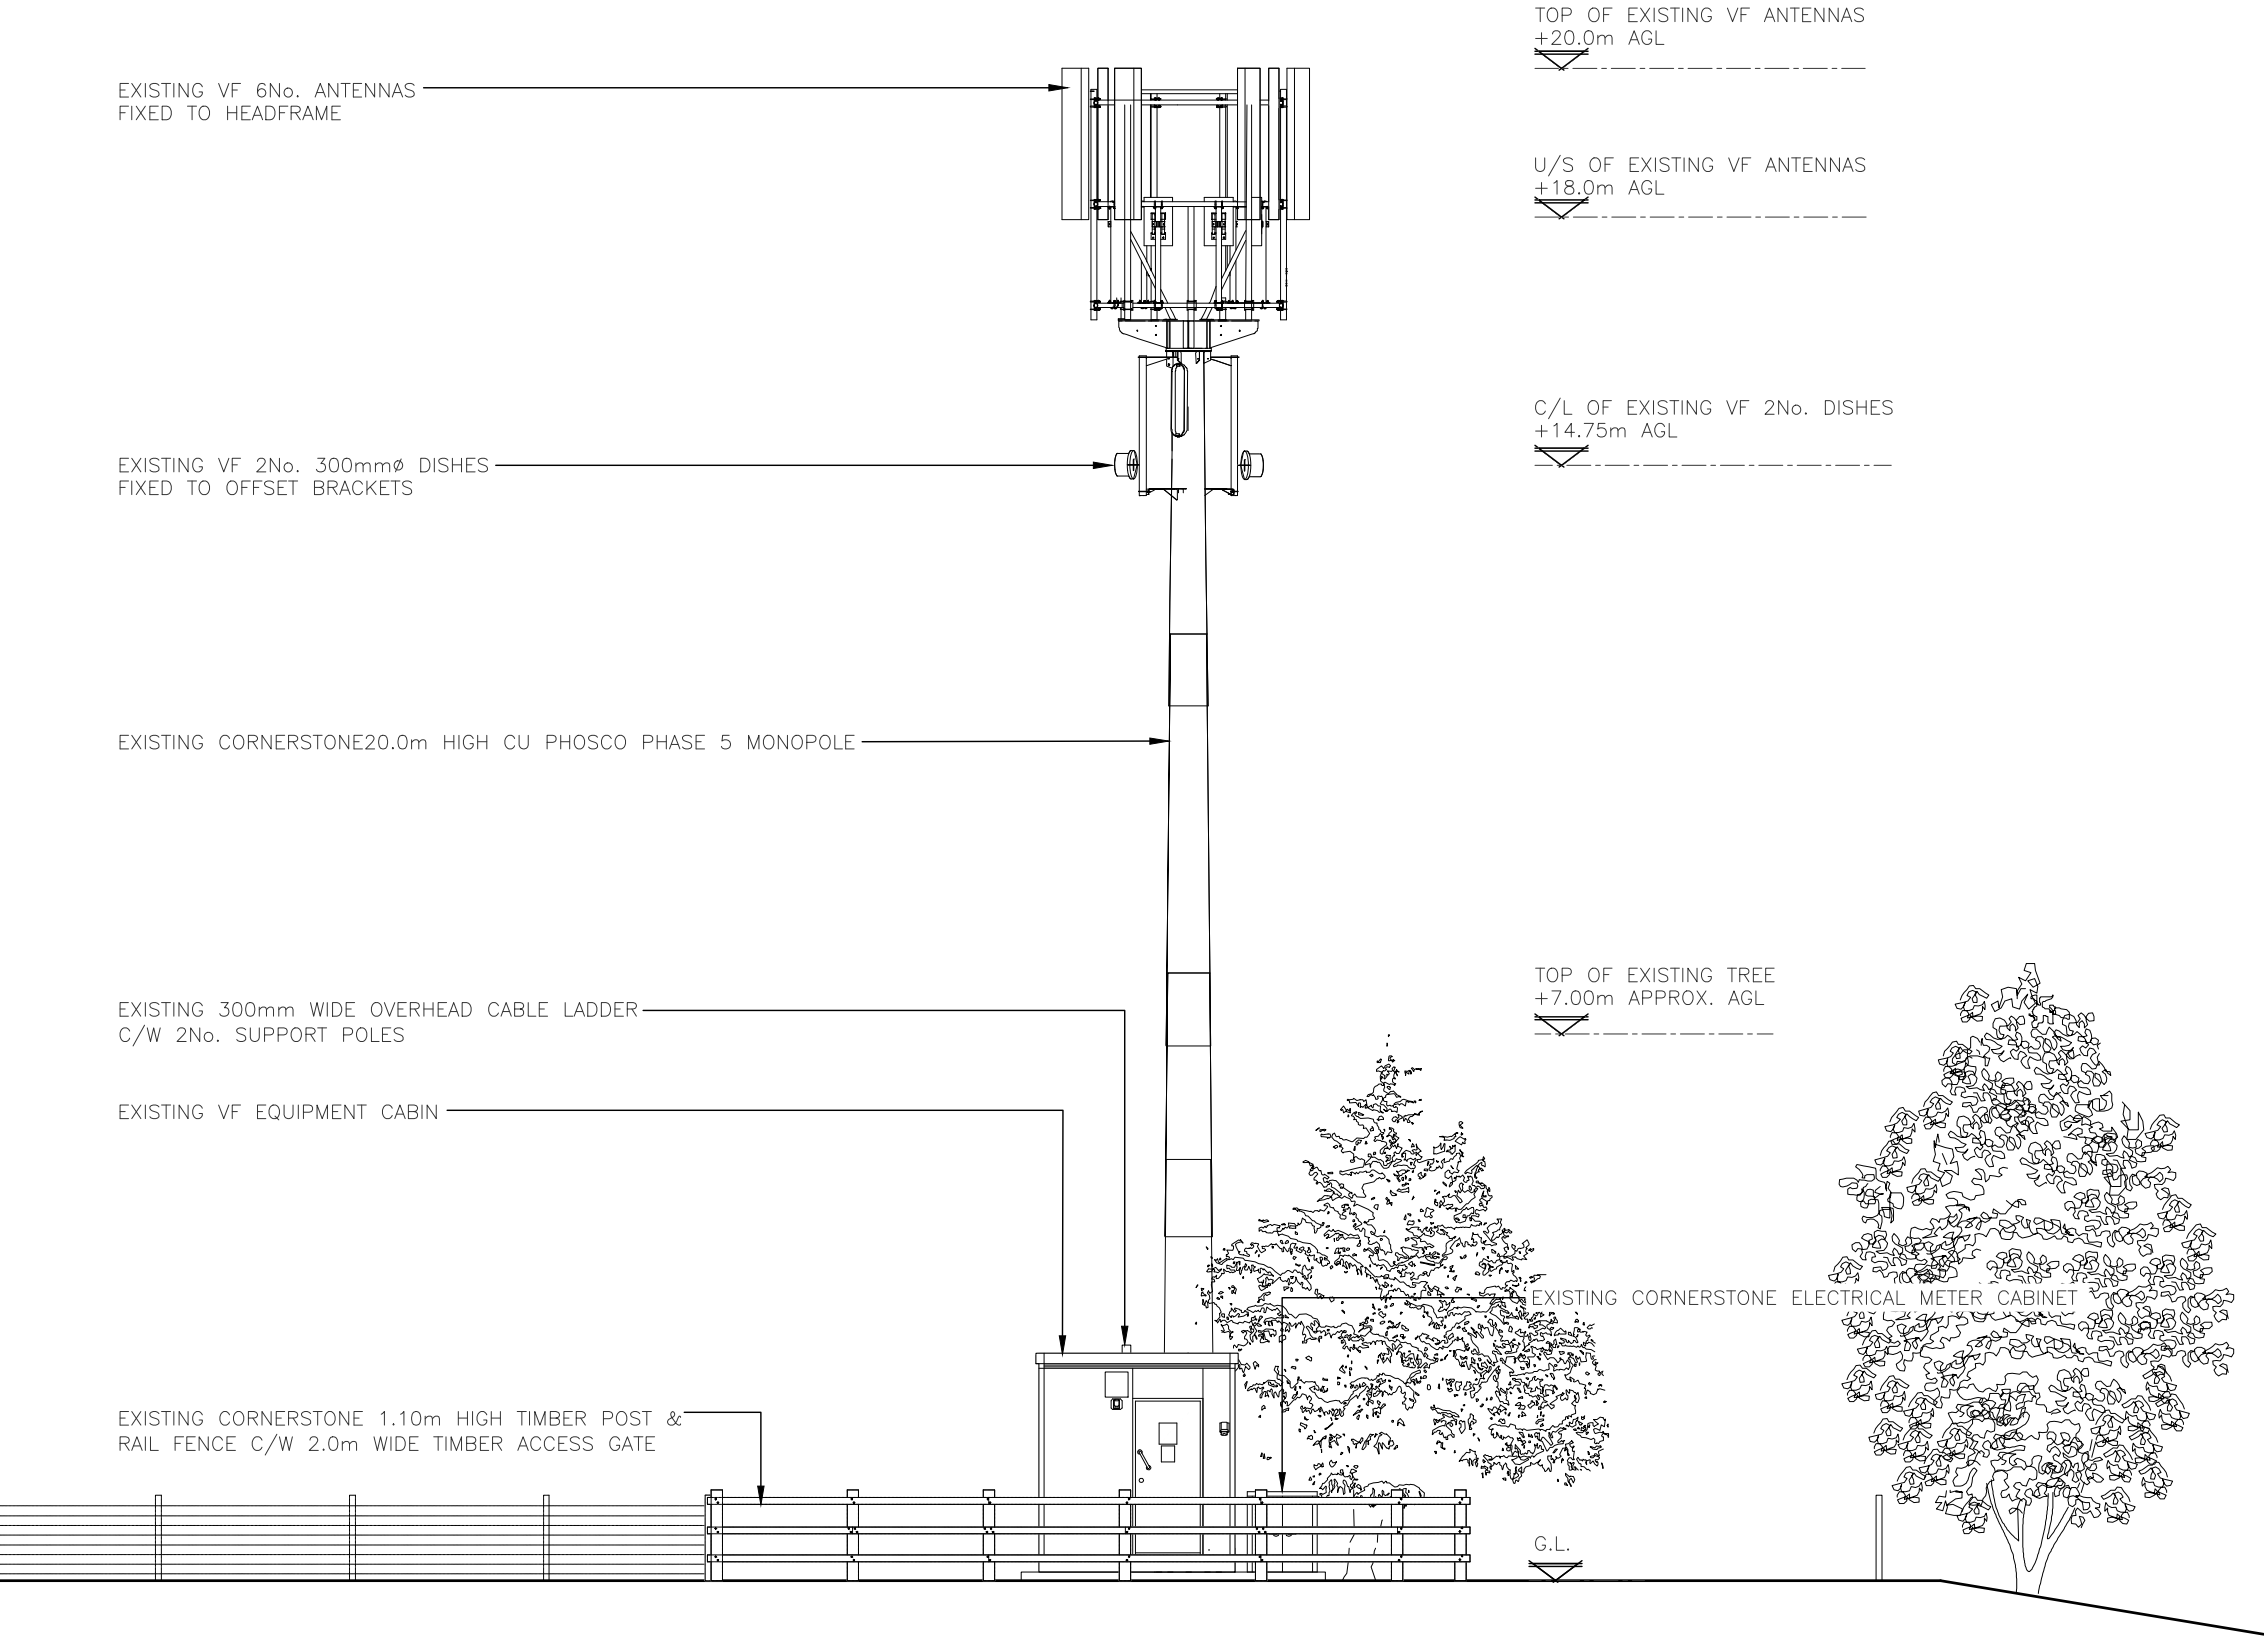 TOP OF EXISTING VF ANTENNAS
+20.0m AGL
EXISTING VF 6No. ANTENNAS
FIXED TO HEADFRAME
U/S OF EXISTING VF ANTENNAS
+18.0m AGL
C/L OF EXISTING VF 2No. DISHES
+14.75m AGL
EXISTING VF 2No. 300mmø DISHES
FIXED TO OFFSET BRACKETS
EXISTING CORNERSTONE20.0m HIGH CU PHOSCO PHASE 5 MONOPOLE
TOP OF EXISTING TREE
+7.00m APPROX. AGL
EXISTING 300mm WIDE OVERHEAD CABLE LADDER
C/W 2No. SUPPORT POLES
EXISTING VF EQUIPMENT CABIN
EXISTING CORNERSTONE ELECTRICAL METER CABINET
EXISTING CORNERSTONE 1.10m HIGH TIMBER POST &
RAIL FENCE C/W 2.0m WIDE TIMBER ACCESS GATE
G.L.